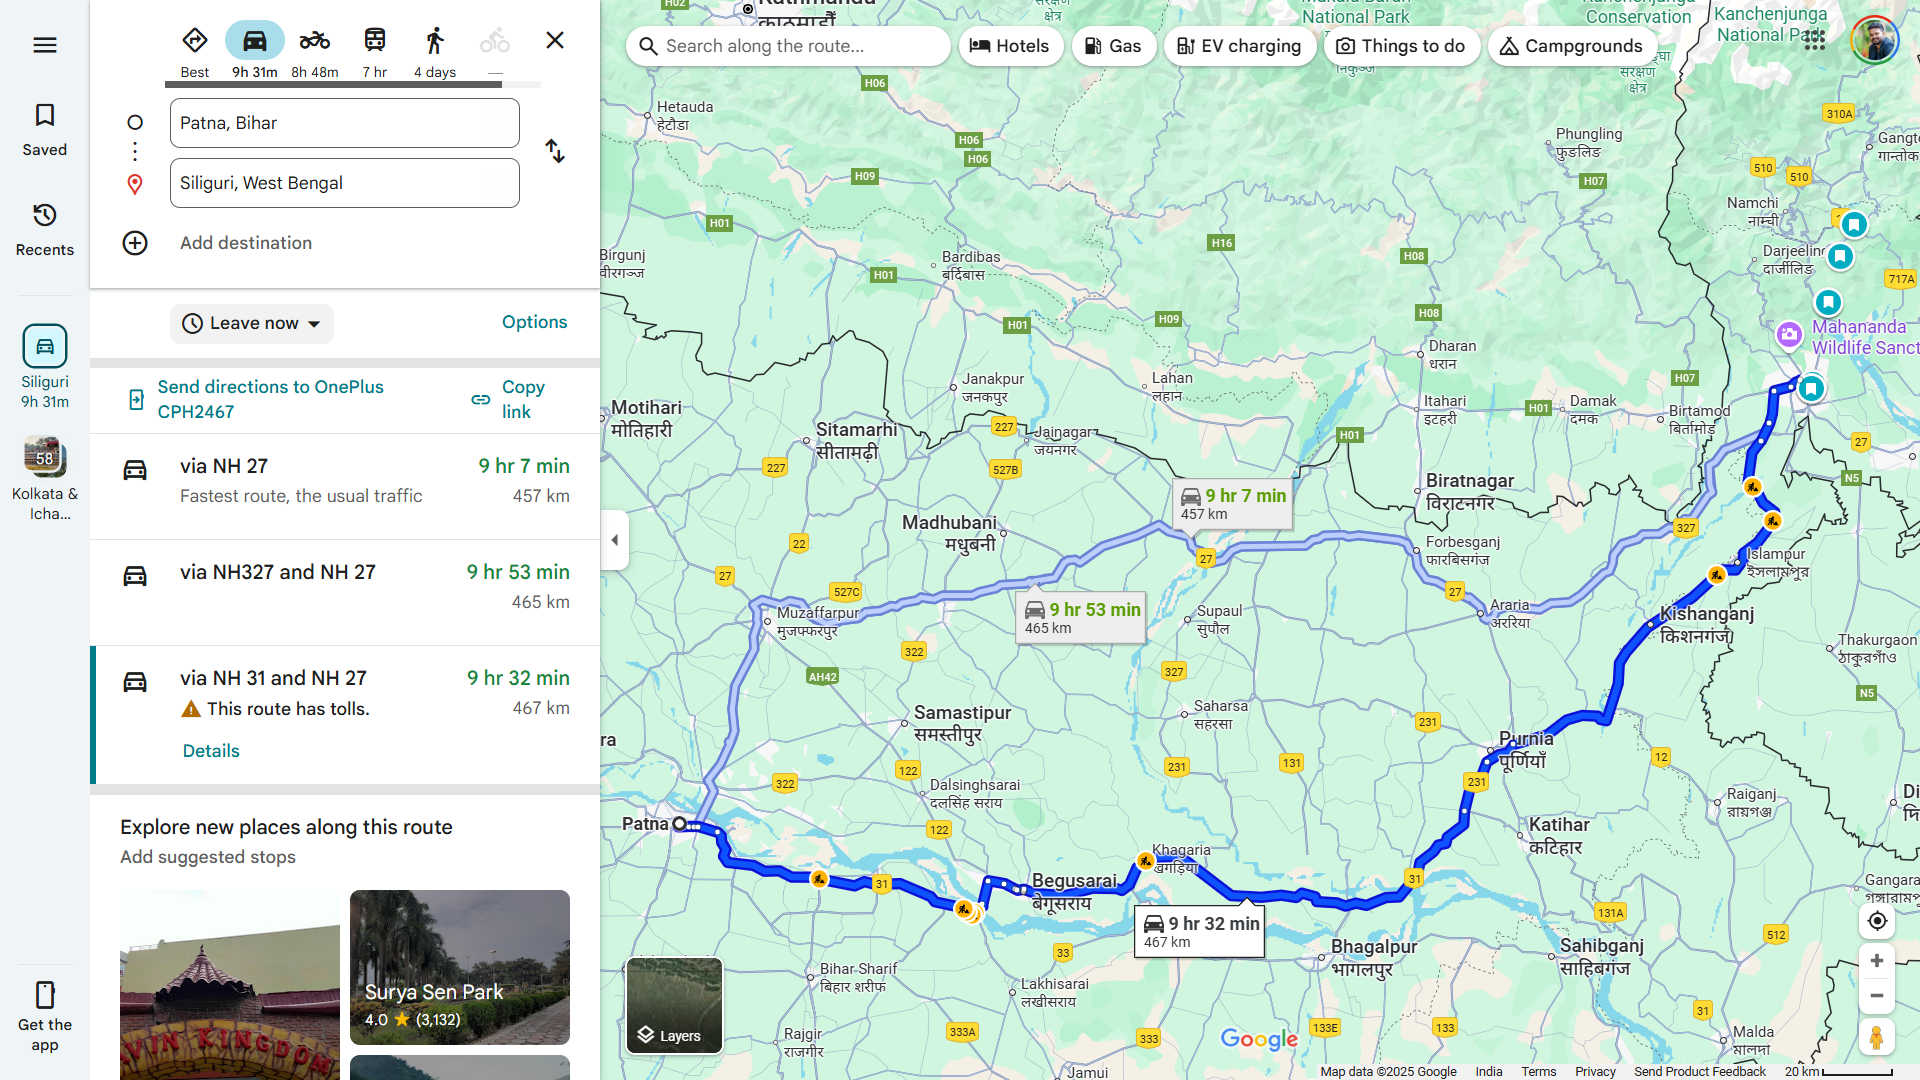 Saved
Recents
Siliguri
9h 31m
58
Kolkata &
Icha...
Get the
app
Best
9h 31m
8h 48m
7 hr
4 days
—
Patna, Bihar
Siliguri, West Bengal
Add destination
Leave now
Options
Send directions to OnePlus
CPH2467
Copy
link
via NH 27
9 hr 7 min
Fastest route, the usual traffic
457 km
via NH327 and NH 27
9 hr 53 min
465 km
via NH 31 and NH 27
9 hr 32 min
This route has tolls.
467 km
Details
Explore new places along this route
Add suggested stops
Surya Sen Park
4.0 ★ (3,132)
VIN KINGDOM
Search along the route...
Hotels
Gas
EV charging
Things to do
Campgrounds
H02
काठमाडौं
National Park
क्षेत्र
Conservation
Kanchenjunga
National Park
संरक्षण
क्षेत्र
H06
Hetauda
हेटौडा
310A
H06
H06
Phungling
फुङलिङ
H09
H07
510
510
Namchi
नाम्ची
H01
H16
H08
Birgunj
वीरगञ्ज
Bardibas
बर्दिबास
H01
Darjeeling
दार्जीलिङ
717A
H01
H09
H08
Mahananda
Wildlife Sanct
Dharan
धरान
H07
Janakpur
जनकपुर
Lahan
लहान
Itahari
इटहरी
H01
Damak
दमक
Birtamod
बिर्तामोड
Motihari
मोतिहारी
Sitamarhi
सीतामढ़ी
227
Jainagar
जयनगर
H01
27
227
527B
N5
Biratnagar
विराटनगर
9 hr 7 min
457 km
Madhubani
मधुबनी
22
327
27
Forbesganj
फारबिसगंज
Islampur
इसलामपुर
27
527C
27
9 hr 53 min
465 km
Muzaffarpur
मुजफ्फरपुर
Supaul
सुपौल
Araria
अररिया
Kishanganj
किशनगंज
Thakurgaon
ঠাকুরগাঁও
322
AH42
327
N5
Samastipur
समस्तीपुर
Saharsa
सहरसा
231
Purnia
पूर्णियाँ
12
122
231
131
322
Dalsinghsarai
दलसिंह सराय
231
Raiganj
रायगঞ্জ
Patna
122
Katihar
कटिहार
Khagaria
खगड़िया
31
Begusarai
बेगूसराय
31
9 hr 32 min
467 km
131A
512
Bhagalpur
भागलपुर
Sahibganj
साहिबगंज
33
Bihar Sharif
बिहार शरीफ
Lakhisarai
लखीसराय
31
Rajgir
राजगीर
333A
333
133E
133
Malda
मालदा
Jamui
Layers
Google
Map data ©2025 Google
India
Terms
Privacy
Send Product Feedback
20 km